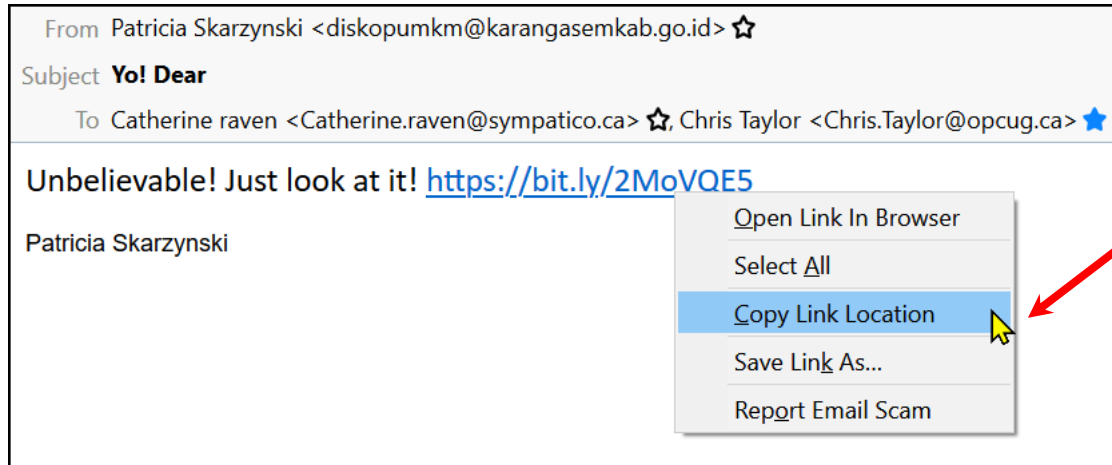 From Patricia Skarzynski <diskopumkm@karangasemkab.go.id>
Subject Yo! Dear
To Catherine raven <Catherine.raven@sympatico.ca>, Chris Taylor <Chris.Taylor@opcug.ca>
Unbelievable! Just look at it! https://bit.ly/2MoVQE5
Patricia Skarzynski
Open Link In Browser
Select All
Copy Link Location
Save Link As...
Report Email Scam